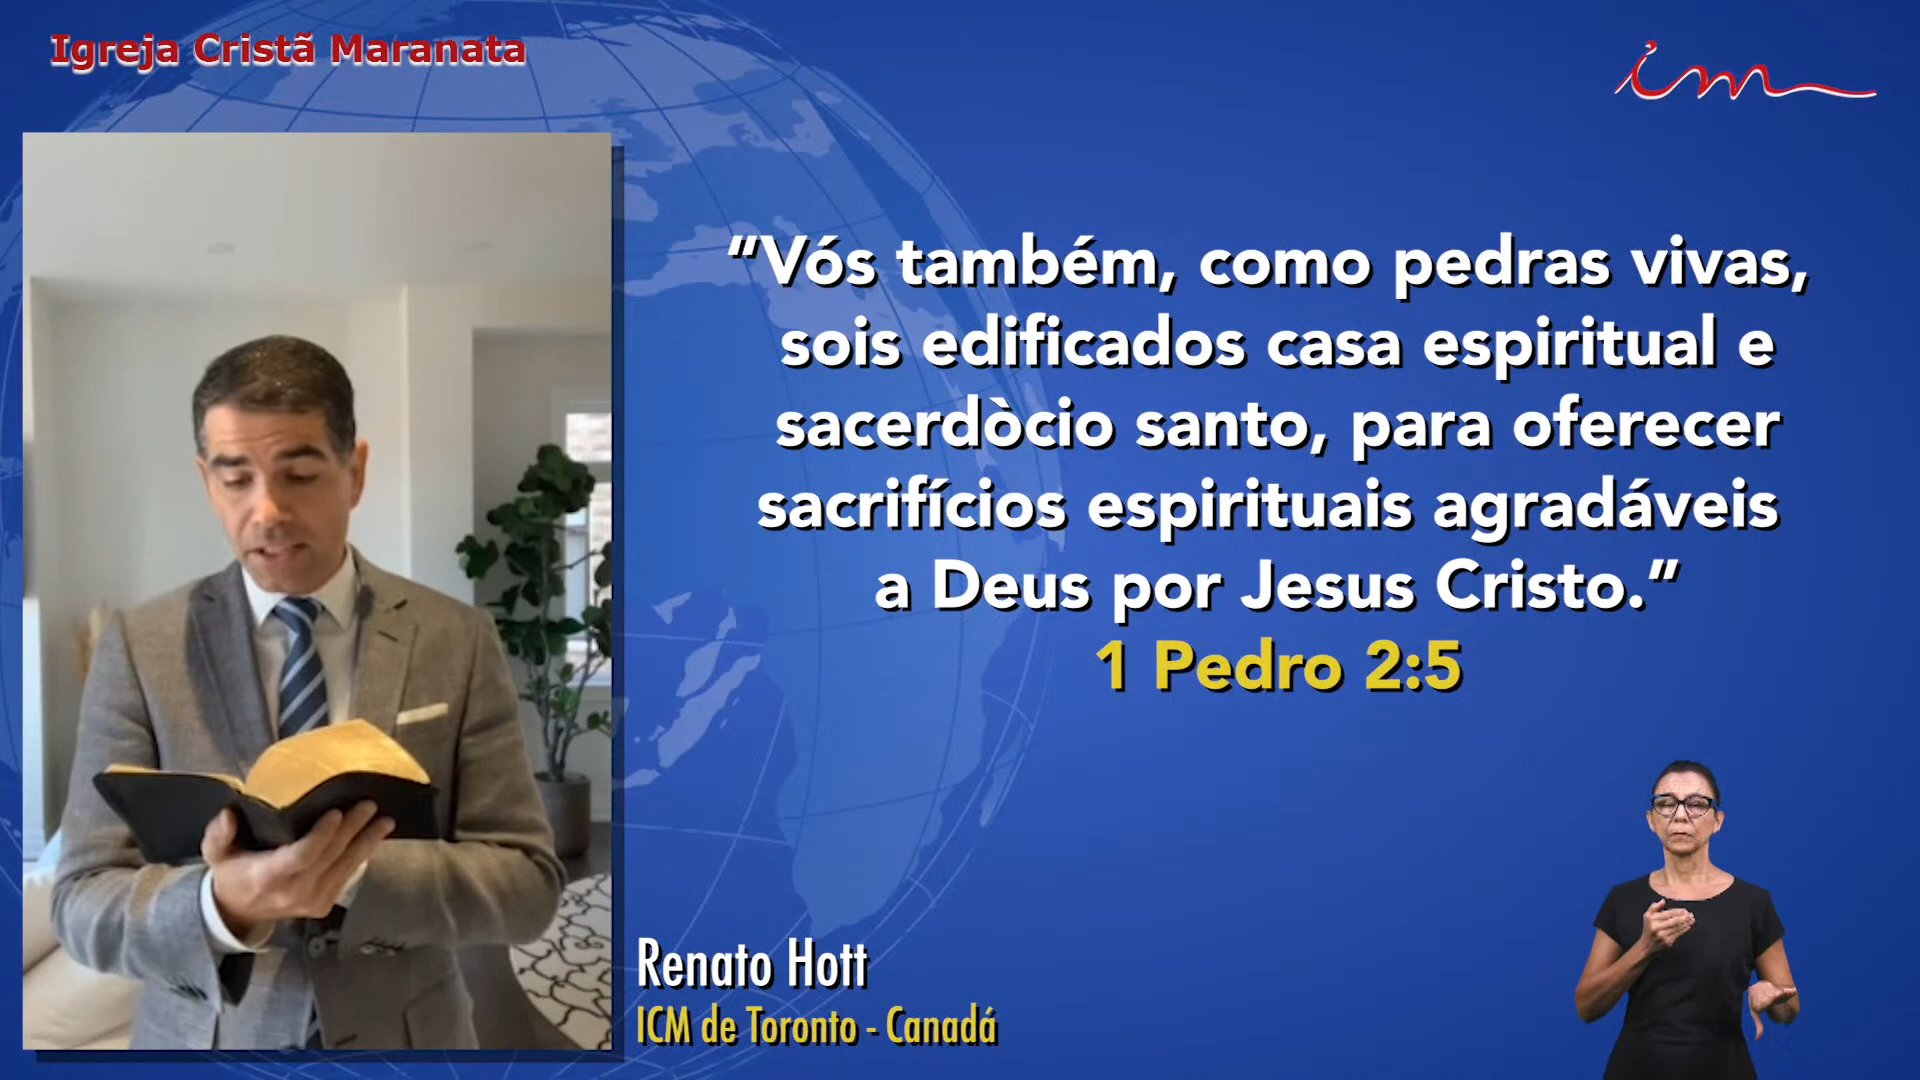 Igreja Cristã Maranata
im
“Vós também, como pedras vivas,
sois edificados casa espiritual e
sacerdòcio santo, para oferecer
sacrifícios espirituais agradáveis
a Deus por Jesus Cristo.”
1 Pedro 2:5
Renato Hott
ICM de Toronto - Canadá